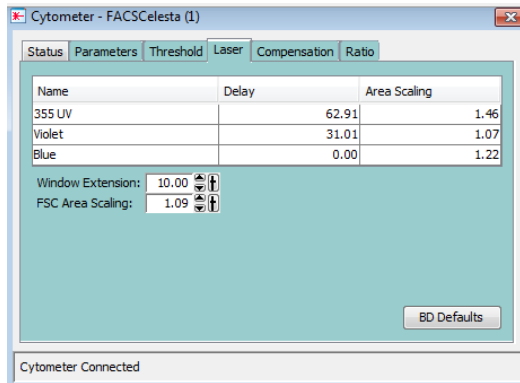 Cytometer - FACSCelesta (1)
Status Parameters Threshold Laser Compensation Ratio
Name Delay Area Scaling
355 UV 62.91 1.46
Violet 31.01 1.07
Blue 0.00 1.22
Window Extension: 10.00
FSC Area Scaling: 1.09
BD Defaults
Cytometer Connected